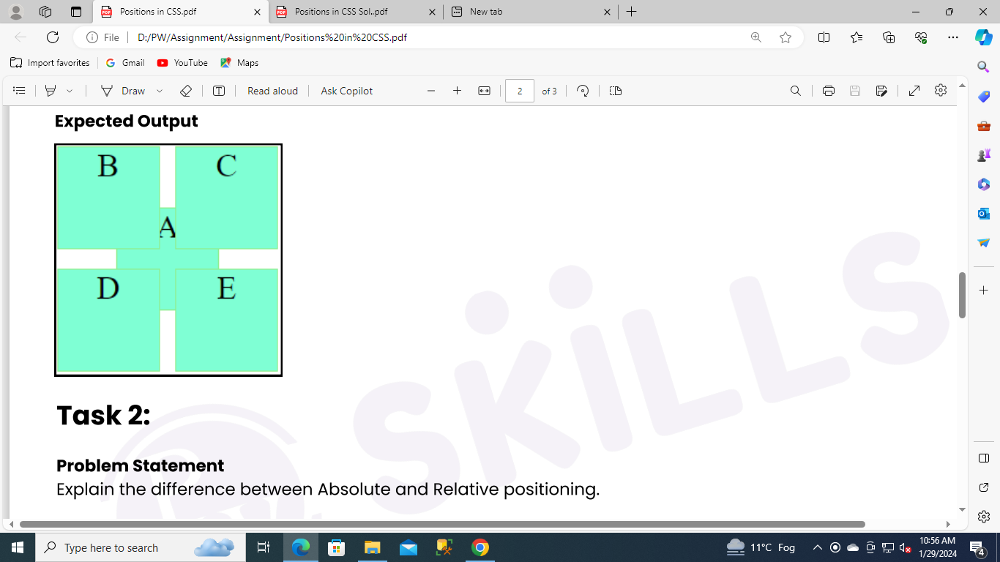 Positions in CSS.pdf
Positions in CSS Sol..pdf
New tab
File
D:/PW/Assignment/Assignment/Positions%20in%20CSS.pdf
Import favorites
Gmail
YouTube
Maps
Draw
Read aloud
Ask Copilot
2
of 3
Expected Output
B
C
A
D
E
SKILLS
Task 2:
Problem Statement
Explain the difference between Absolute and Relative positioning.
Type here to search
11°C Fog
10:56 AM
1/29/2024
4